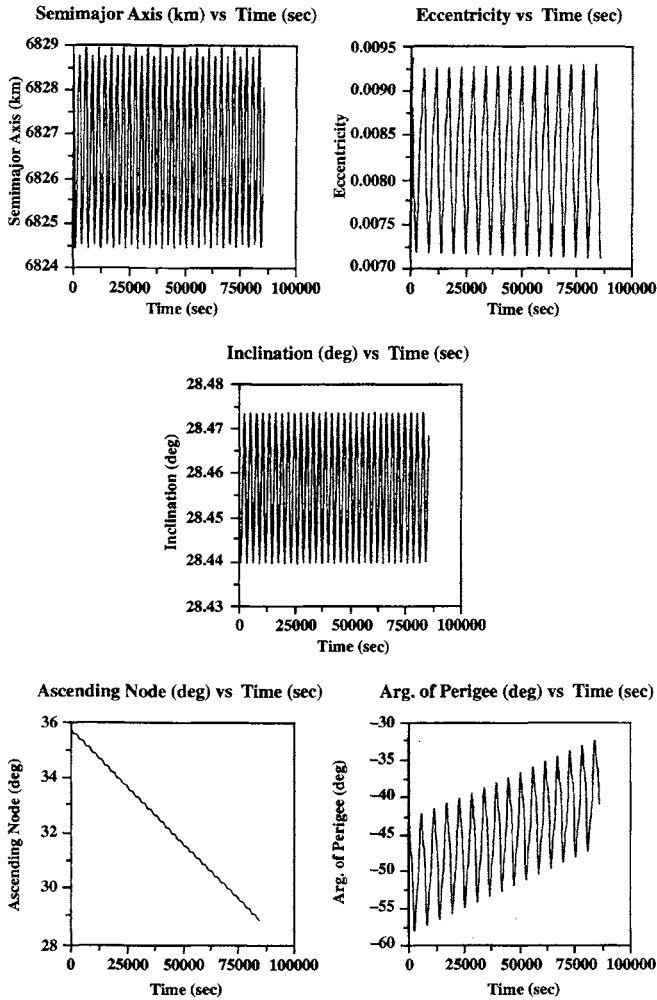 Semimajor Axis (km) vs Time (sec)
Semimajor Axis (km)
6829
6828
6827
6826
6825
6824
0 25000 50000 75000 100000
Time (sec)
Eccentricity vs Time (sec)
Eccentricity
0.0095
0.0090
0.0085
0.0080
0.0075
0.0070
0 25000 50000 75000 100000
Time (sec)
Inclination (deg) vs Time (sec)
Inclination (deg)
28.48
28.47
28.46
28.45
28.44
28.43
0 25000 50000 75000 100000
Time (sec)
Ascending Node (deg) vs Time (sec)
Ascending Node (deg)
36
34
32
30
28
0 25000 50000 75000 100000
Time (sec)
Arg. of Perigee (deg) vs Time (sec)
Arg. of Perigee (deg)
−30
−35
−40
−45
−50
−55
−60
0 25000 50000 75000 100000
Time (sec)